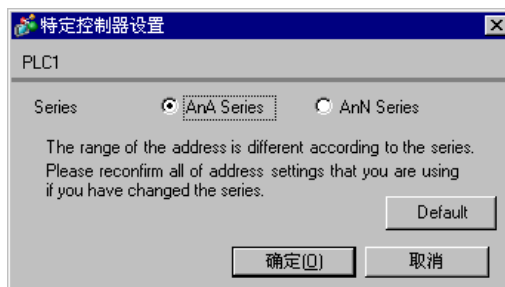 特定控制器设置
PLC1
Series AnA Series AnN Series
The range of the address is different according to the series.
Please reconfirm all of address settings that you are using
if you have changed the series.
Default
确定(O) 取消